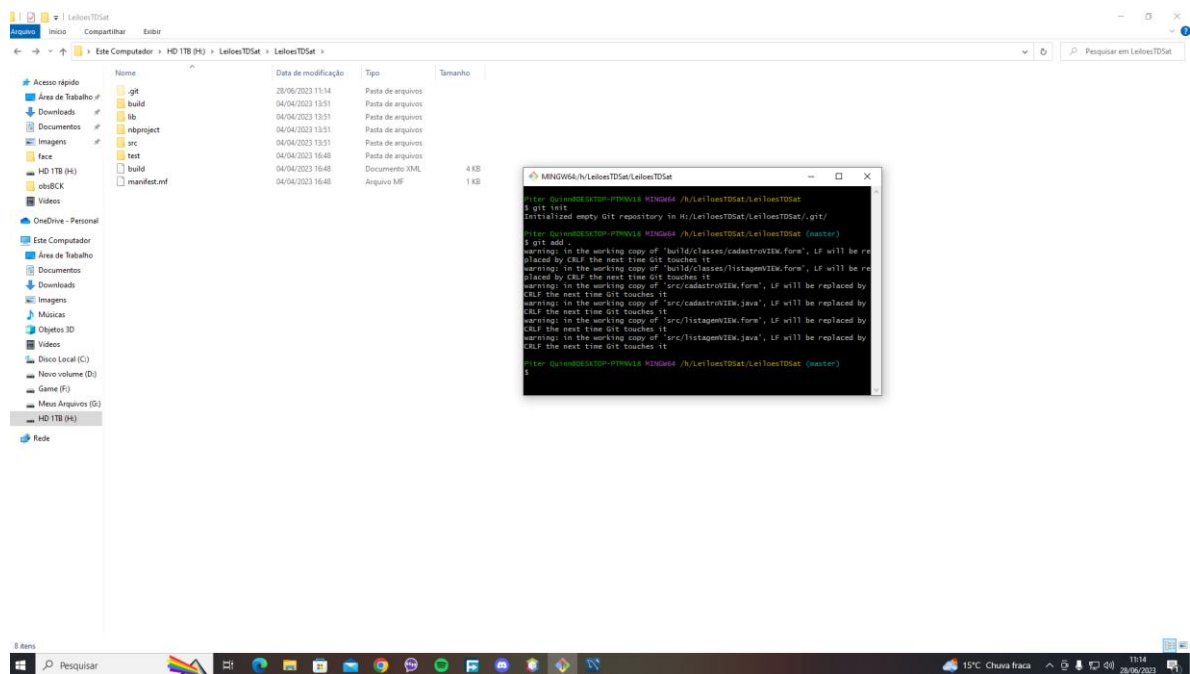 LeiloesTDSat
Arquivo Início Compartilhar Exibir
Este Computador > HD 1TB (H:) > LeiloesTDSat > LeiloesTDSat >
Pesquisar em LeiloesTDSat
Nome Data de modificação Tipo Tamanho
.git 28/06/2023 11:14 Pasta de arquivos
build 04/04/2023 13:51 Pasta de arquivos
lib 04/04/2023 13:51 Pasta de arquivos
nbproject 04/04/2023 13:51 Pasta de arquivos
src 04/04/2023 13:51 Pasta de arquivos
test 04/04/2023 16:48 Pasta de arquivos
build 04/04/2023 16:48 Documento XML 4 KB
manifest.mf 04/04/2023 16:48 Arquivo MF 1 KB
Acesso rápido
Área de Trabalho
Downloads
Documentos
Imagens
face
HD 1TB (H:)
obsBCK
Vídeos
OneDrive - Personal
Este Computador
Área de Trabalho
Documentos
Downloads
Imagens
Músicas
Objetos 3D
Vídeos
Disco Local (C:)
Novo volume (D:)
Game (F:)
Meus Arquivos (G:)
HD 1TB (H:)
Rede
MINGW64:/h/LeiloesTDSat/LeiloesTDSat
Piter Quinn@DESKTOP-PTMNV18 MINGW64 /h/LeiloesTDSat/LeiloesTDSat
$ git init
Initialized empty Git repository in H:/LeiloesTDSat/LeiloesTDSat/.git/
Piter Quinn@DESKTOP-PTMNV18 MINGW64 /h/LeiloesTDSat/LeiloesTDSat (master)
$ git add .
warning: in the working copy of 'build/classes/cadastroVIEW.form', LF will be re
placed by CRLF the next time Git touches it
warning: in the working copy of 'build/classes/listagemVIEW.form', LF will be re
placed by CRLF the next time Git touches it
warning: in the working copy of 'src/cadastroVIEW.form', LF will be replaced by
CRLF the next time Git touches it
warning: in the working copy of 'src/cadastroVIEW.java', LF will be replaced by
CRLF the next time Git touches it
warning: in the working copy of 'src/listagemVIEW.form', LF will be replaced by
CRLF the next time Git touches it
warning: in the working copy of 'src/listagemVIEW.java', LF will be replaced by
CRLF the next time Git touches it
Piter Quinn@DESKTOP-PTMNV18 MINGW64 /h/LeiloesTDSat/LeiloesTDSat (master)
$
8 itens
Pesquisar
15°C Chuva fraca
11:14
28/06/2023